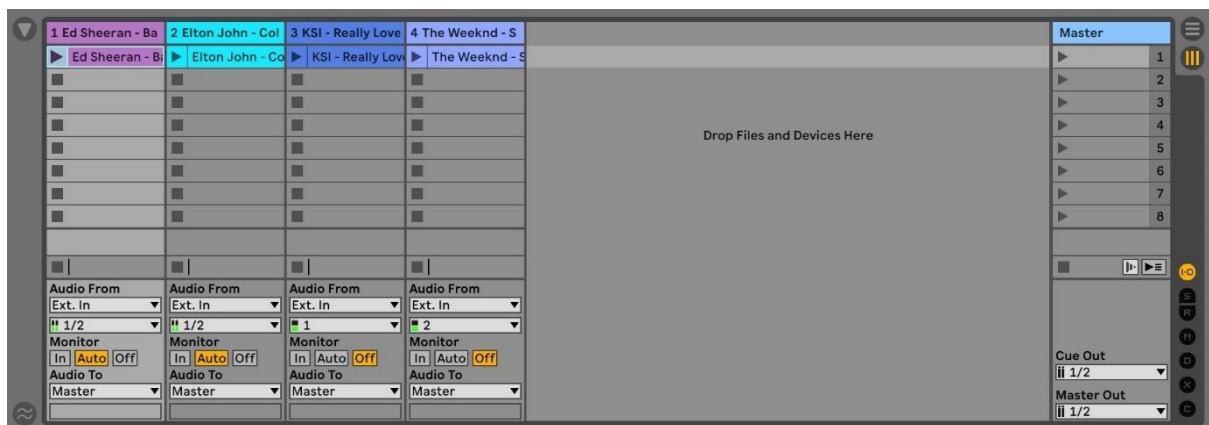 1 Ed Sheeran - Ba 2 Elton John - Col 3 KSI - Really Love 4 The Weeknd - S Master
Ed Sheeran - Ba Elton John - Co KSI - Really Love The Weeknd - S 1
2
3
4
Drop Files and Devices Here
5
6
7
8
Audio From Audio From Audio From Audio From
Ext. In Ext. In Ext. In Ext. In
1/2 1/2 1 2
Monitor Monitor Monitor Monitor
In Auto Off In Auto Off In Auto Off In Auto Off Cue Out
Audio To Audio To Audio To Audio To 1/2
Master Master Master Master Master Out
1/2
I·O
S
R
M
D
X
C